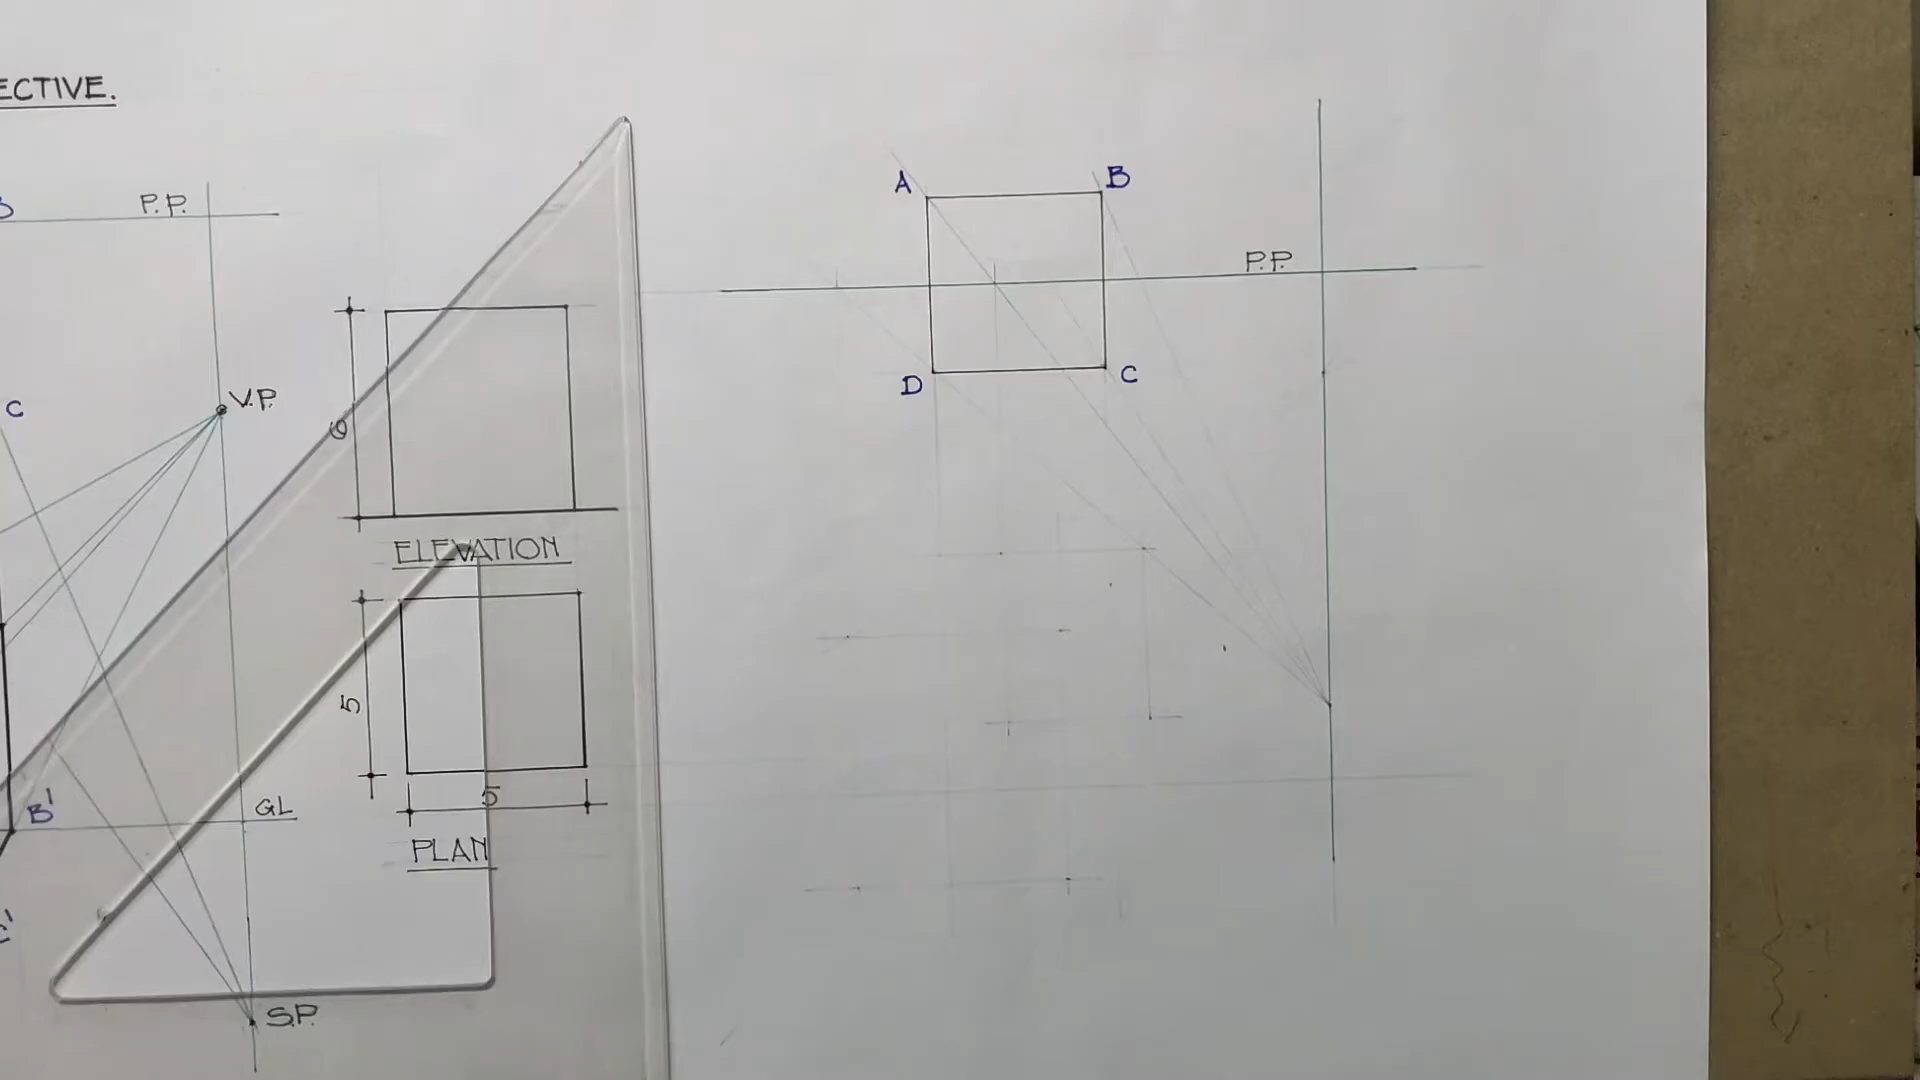 ECTIVE.
B
P.P.
C
V.P.
B'
GL
C'
S.P.
6
ELEVATION
5
5
PLAN
A
B
P.P.
D
C